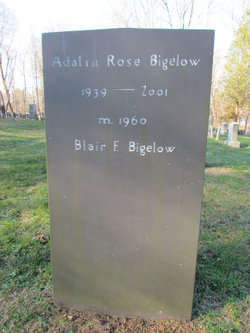 Adalin Rose Bigelow
1939 — 2001
m. 1960
Blair F. Bigelow